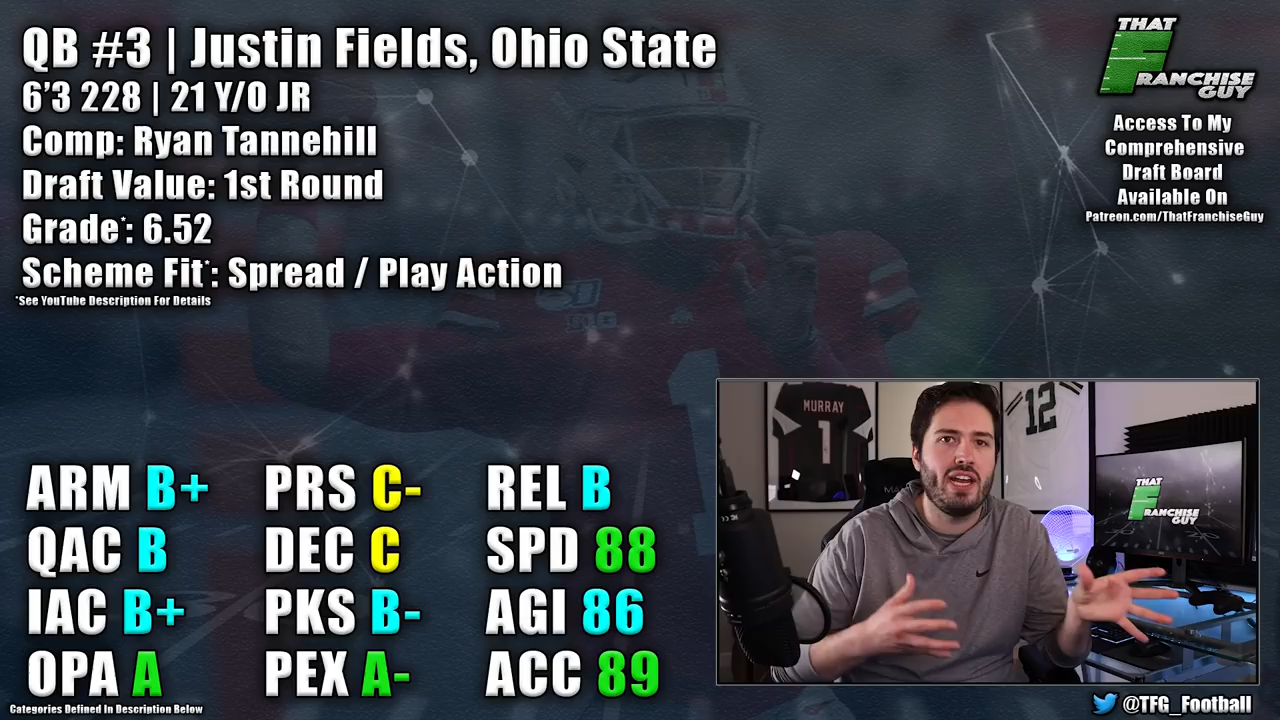 QB #3 | Justin Fields, Ohio State
6'3 228 | 21 Y/O JR
Comp: Ryan Tannehill
Draft Value: 1st Round
Grade*: 6.52
Scheme Fit*: Spread / Play Action
*See YouTube Description For Details
THAT
FRANCHISE
GUY
Access To My
Comprehensive
Draft Board
Available On
Patreon.com/ThatFranchiseGuy
ARM B+ PRS C- REL B
QAC B DEC C SPD 88
IAC B+ PKS B- AGI 86
OPA A PEX A- ACC 89
Categories Defined In Description Below
MURRAY
1
12
THAT
FRANCHISE
GUY
@TFG_Football